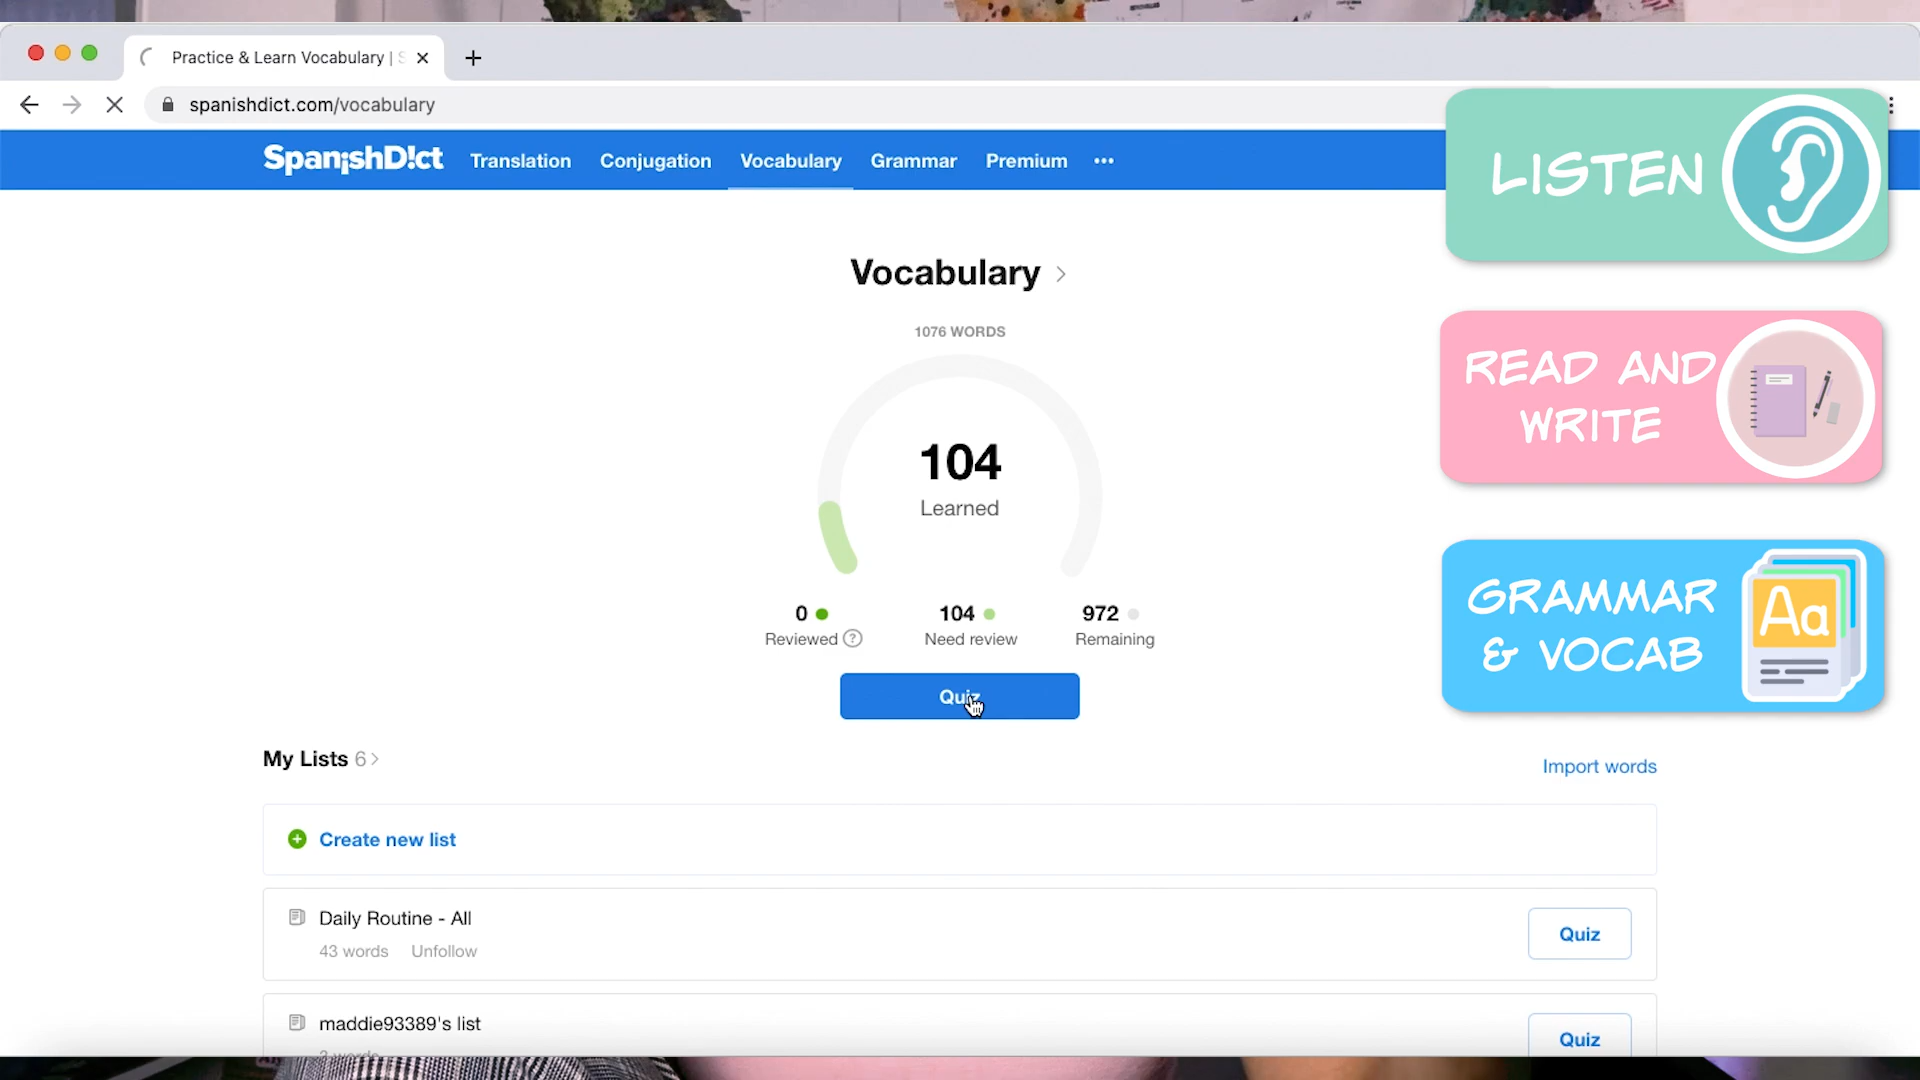 Practice & Learn Vocabulary |
spanishdict.com/vocabulary
SpanishD!ct Translation Conjugation Vocabulary Grammar Premium
LISTEN
Vocabulary
1076 WORDS
104
Learned
READ AND
WRITE
0 104 972
Reviewed ? Need review Remaining
Quiz
GRAMMAR
& VOCAB
Aa
My Lists 6
Import words
Create new list
Daily Routine - All
43 words Unfollow
Quiz
maddie93389's list
Quiz